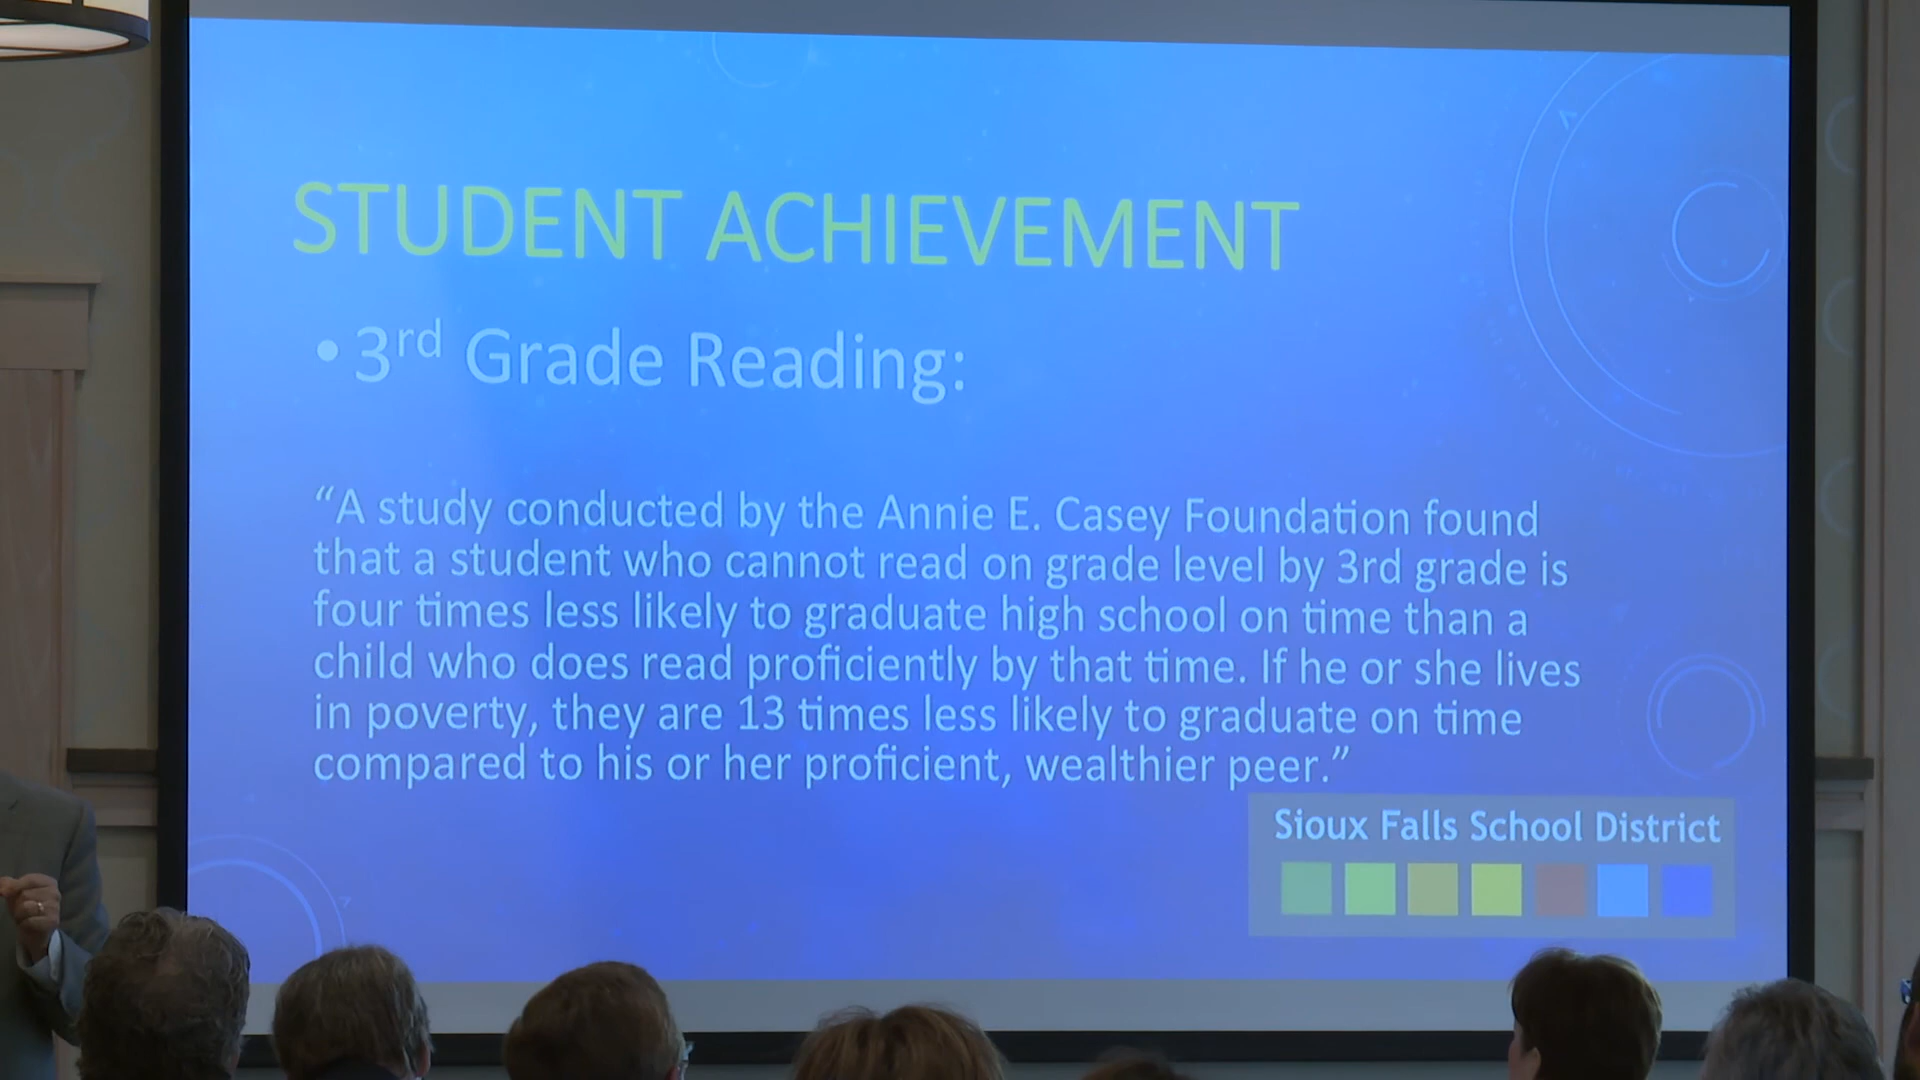 STUDENT ACHIEVEMENT
• 3rd Grade Reading:
“A study conducted by the Annie E. Casey Foundation found
that a student who cannot read on grade level by 3rd grade is
four times less likely to graduate high school on time than a
child who does read proficiently by that time. If he or she lives
in poverty, they are 13 times less likely to graduate on time
compared to his or her proficient, wealthier peer.”
Sioux Falls School District